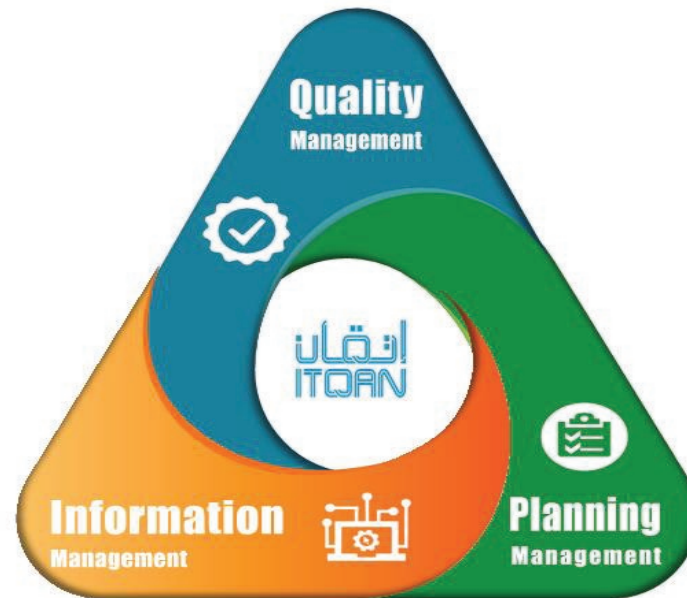 Quality
Management
إتقان
ITQAN
Information
Management
Planning
Management